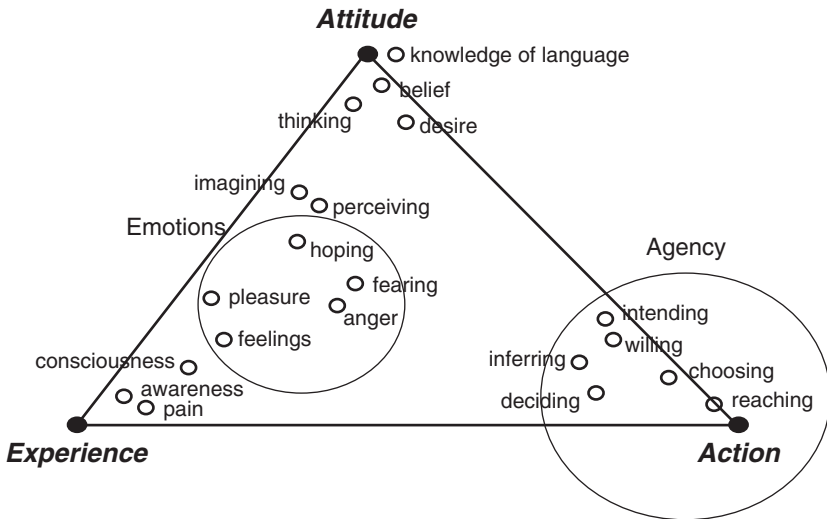 Attitude
knowledge of language
belief
thinking
desire
imagining
perceiving
Emotions
hoping
Agency
fearing
pleasure
anger
intending
feelings
willing
consciousness
inferring
choosing
awareness
deciding
reaching
pain
Experience
Action